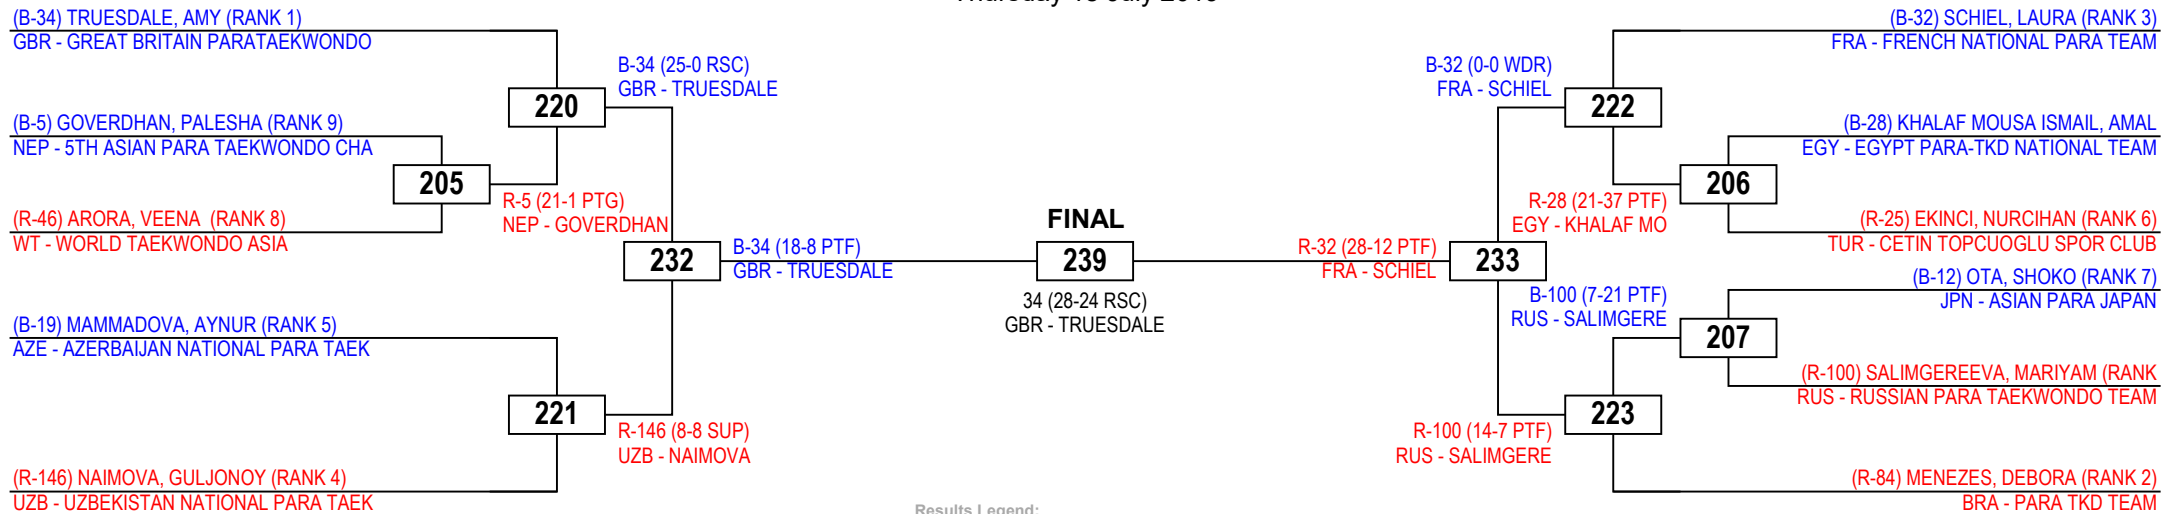 (B-34) TRUESDALE, AMY (RANK 1)
GBR - GREAT BRITAIN PARATAEKWONDO
B-34 (25-0 RSC)
GBR - TRUESDALE
220
(B-5) GOVERDHAN, PALESHA (RANK 9)
NEP - 5TH ASIAN PARA TAEKWONDO CHA
205
R-5 (21-1 PTG)
NEP - GOVERDHAN
(R-46) ARORA, VEENA (RANK 8)
WT - WORLD TAEKWONDO ASIA
232
B-34 (18-8 PTF)
GBR - TRUESDALE
(B-19) MAMMADOVA, AYNUR (RANK 5)
AZE - AZERBAIJAN NATIONAL PARA TAEK
221
R-146 (8-8 SUP)
UZB - NAIMOVA
(R-146) NAIMOVA, GULJONOY (RANK 4)
UZB - UZBEKISTAN NATIONAL PARA TAEK
FINAL
239
34 (28-24 RSC)
GBR - TRUESDALE
(B-32) SCHIEL, LAURA (RANK 3)
FRA - FRENCH NATIONAL PARA TEAM
B-32 (0-0 WDR)
FRA - SCHIEL
222
(B-28) KHALAF MOUSA ISMAIL, AMAL
EGY - EGYPT PARA-TKD NATIONAL TEAM
206
R-28 (21-37 PTF)
EGY - KHALAF MO
(R-25) EKINCI, NURCIHAN (RANK 6)
TUR - CETIN TOPCUOGLU SPOR CLUB
R-32 (28-12 PTF)
FRA - SCHIEL
233
(B-12) OTA, SHOKO (RANK 7)
JPN - ASIAN PARA JAPAN
B-100 (7-21 PTF)
RUS - SALIMGERE
207
(R-100) SALIMGEREEVA, MARIYAM (RANK
RUS - RUSSIAN PARA TAEKWONDO TEAM
223
R-100 (14-7 PTF)
RUS - SALIMGERE
(R-84) MENEZES, DEBORA (RANK 2)
BRA - PARA TKD TEAM
Results Legend: